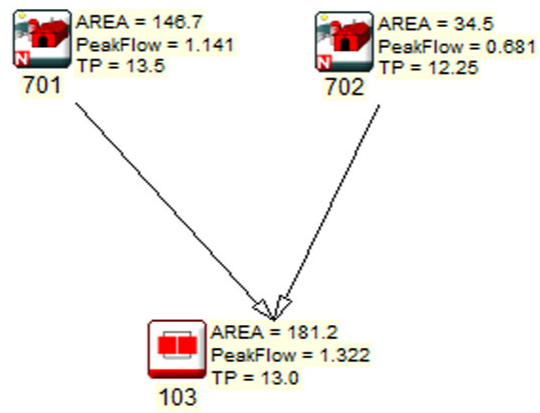 AREA = 146.7
PeakFlow = 1.141
TP = 13.5
N
701
AREA = 34.5
PeakFlow = 0.681
TP = 12.25
N
702
AREA = 181.2
PeakFlow = 1.322
TP = 13.0
103